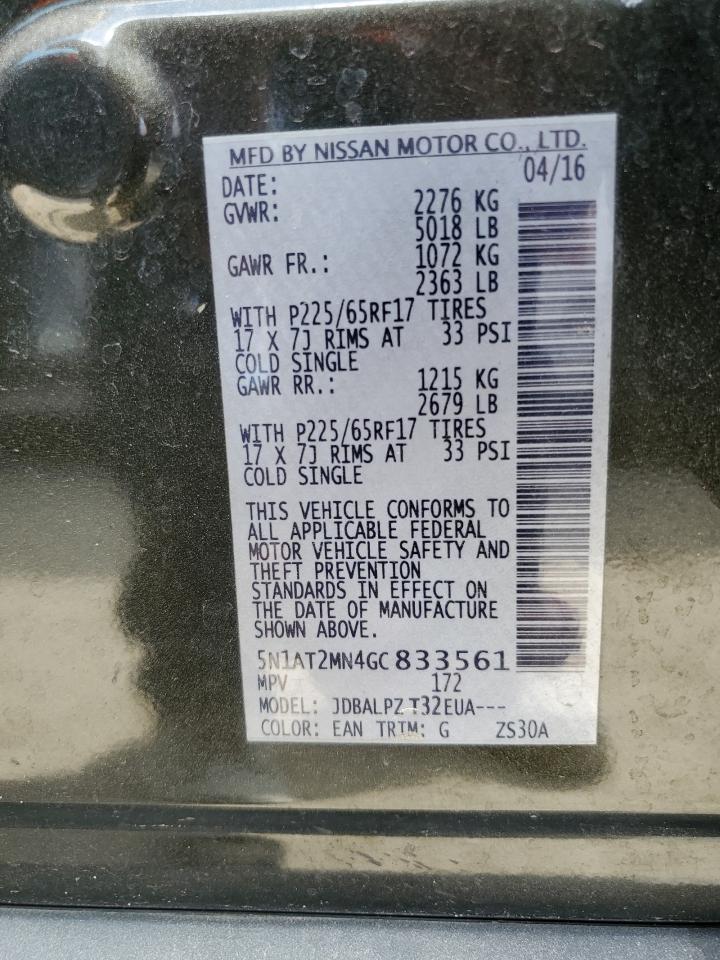 MFD BY NISSAN MOTOR CO., LTD.
DATE: 04/16
GVWR: 2276 KG
5018 LB
GAWR FR.: 1072 KG
2363 LB
WITH P225/65RF17 TIRES
17 X 7J RIMS AT 33 PSI
COLD SINGLE
GAWR RR.: 1215 KG
2679 LB
WITH P225/65RF17 TIRES
17 X 7J RIMS AT 33 PSI
COLD SINGLE
THIS VEHICLE CONFORMS TO
ALL APPLICABLE FEDERAL
MOTOR VEHICLE SAFETY AND
THEFT PREVENTION
STANDARDS IN EFFECT ON
THE DATE OF MANUFACTURE
SHOWN ABOVE.
5N1AT2MN4GC833561
MPV 172
MODEL: JDBALPZ T32EUA---
COLOR: EAN TRIM: G ZS30A